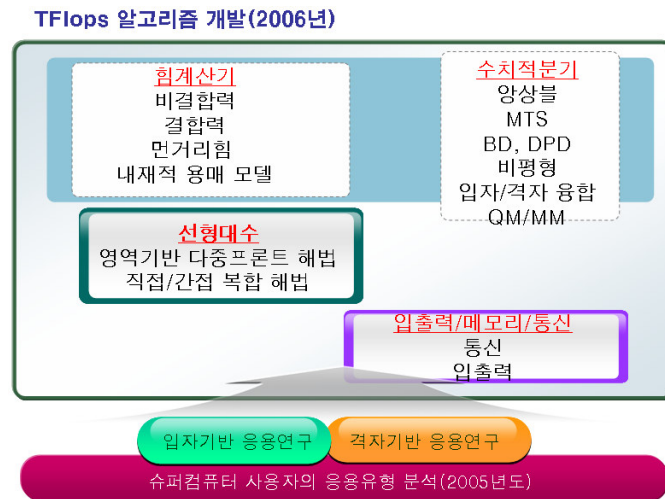 TFlops 알고리즘 개발(2006년)
힘계산기
비결합력
결합력
먼거리힘
내재적 용매 모델
수치적분기
앙상블
MTS
BD, DPD
비평형
입자/격자 융합
QM/MM
선형대수
영역기반 다중프론트 해법
직접/간접 복합 해법
입출력/메모리/통신
통신
입출력
입자기반 응용연구
격자기반 응용연구
슈퍼컴퓨터 사용자의 응용유형 분석(2005년도)